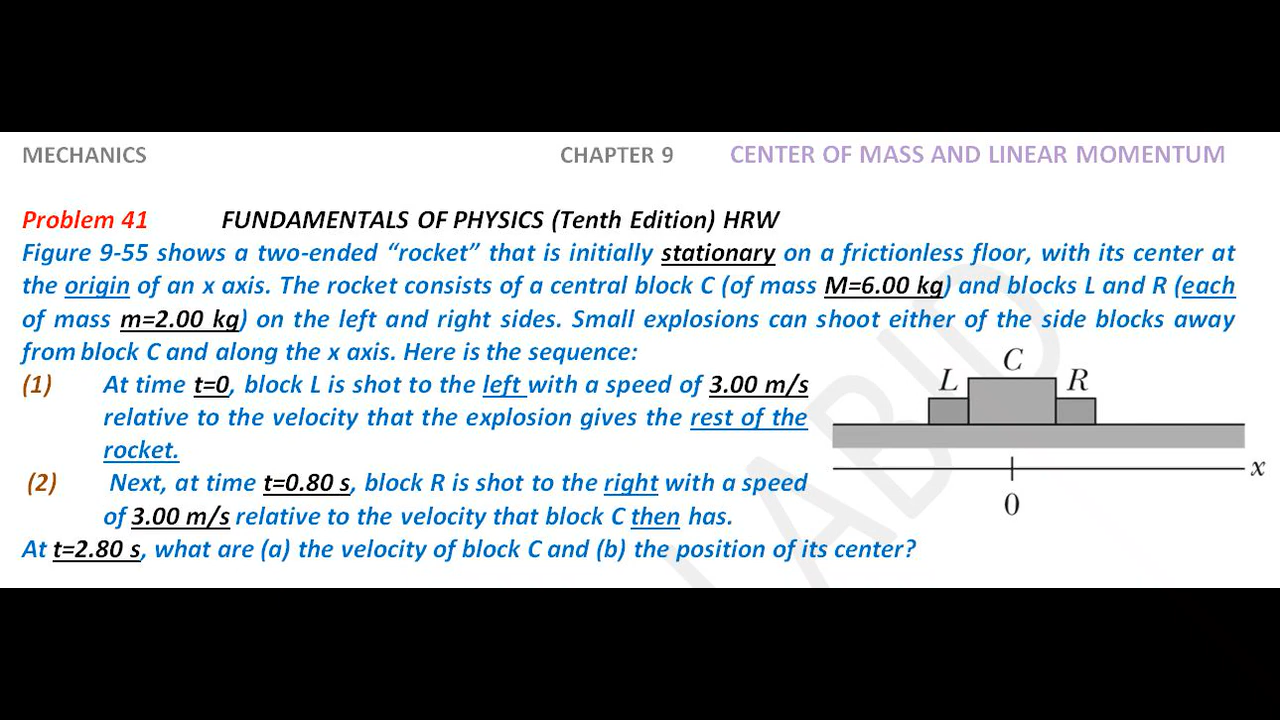 MECHANICS CHAPTER 9 CENTER OF MASS AND LINEAR MOMENTUM
Problem 41 FUNDAMENTALS OF PHYSICS (Tenth Edition) HRW
Figure 9-55 shows a two-ended “rocket” that is initially stationary on a frictionless floor, with its center at
the origin of an x axis. The rocket consists of a central block C (of mass M=6.00 kg) and blocks L and R (each
of mass m=2.00 kg) on the left and right sides. Small explosions can shoot either of the side blocks away
from block C and along the x axis. Here is the sequence:
(1) At time t=0, block L is shot to the left with a speed of 3.00 m/s
relative to the velocity that the explosion gives the rest of the
rocket.
(2) Next, at time t=0.80 s, block R is shot to the right with a speed
of 3.00 m/s relative to the velocity that block C then has.
At t=2.80 s, what are (a) the velocity of block C and (b) the position of its center?
C
L R
x
0